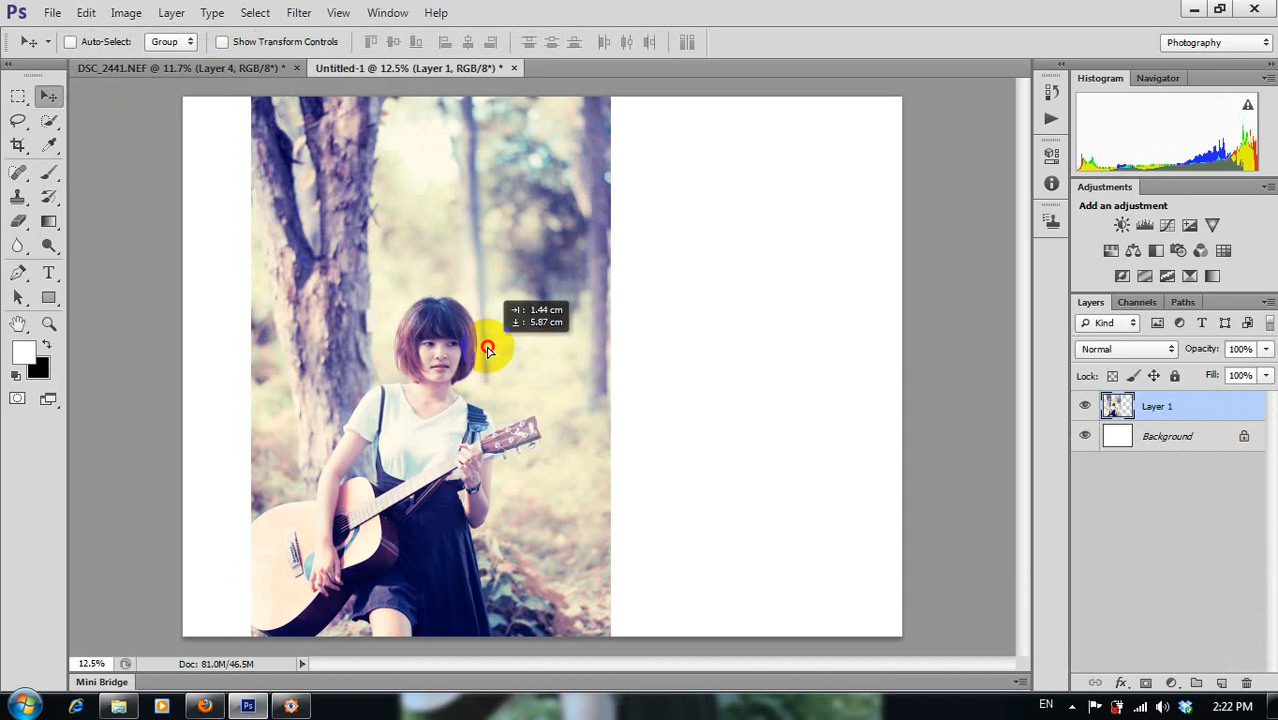 Ps File Edit Image Layer Type Select Filter View Window Help
Auto-Select: Group Show Transform Controls Photography
DSC_2441.NEF @ 11.7% (Layer 4, RGB/8*) * × Untitled-1 @ 12.5% (Layer 1, RGB/8*) * ×
Histogram Navigator
Adjustments
Add an adjustment
Layers Channels Paths
Kind
1.44 cm
5.87 cm
Normal Opacity: 100%
Lock: Fill: 100%
Layer 1
Background
12.5% Doc: 81.0M/46.5M
Mini Bridge
fx
Ps EN 2:22 PM